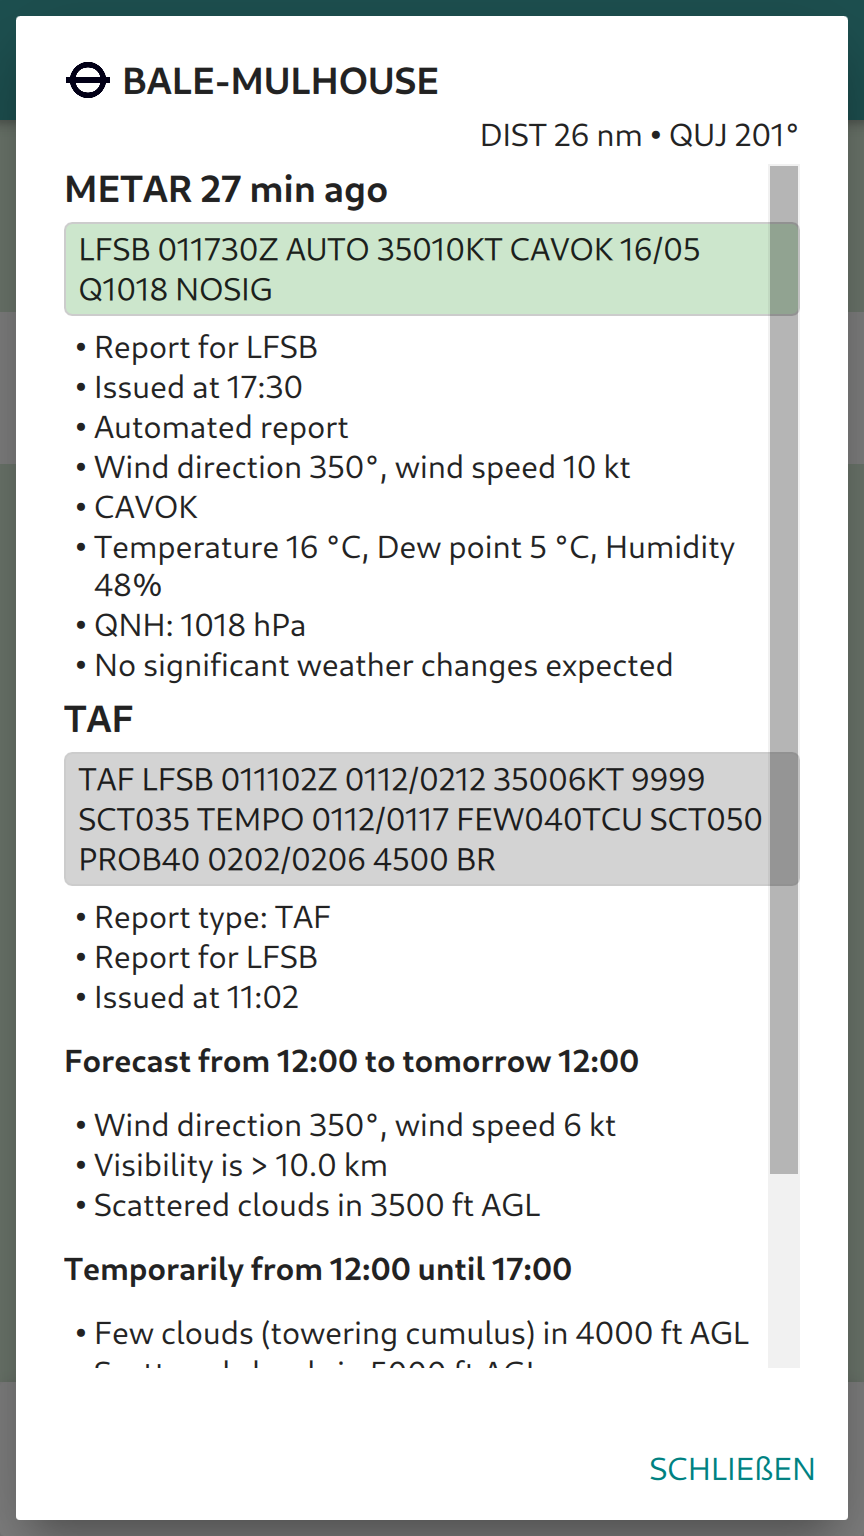 BALE-MULHOUSE
DIST 26 nm • QUJ 201°
METAR 27 min ago
LFSB 011730Z AUTO 35010KT CAVOK 16/05
Q1018 NOSIG
• Report for LFSB
• Issued at 17:30
• Automated report
• Wind direction 350°, wind speed 10 kt
• CAVOK
• Temperature 16 °C, Dew point 5 °C, Humidity
48%
• QNH: 1018 hPa
• No significant weather changes expected
TAF
TAF LFSB 011102Z 0112/0212 35006KT 9999
SCT035 TEMPO 0112/0117 FEW040TCU SCT050
PROB40 0202/0206 4500 BR
• Report type: TAF
• Report for LFSB
• Issued at 11:02
Forecast from 12:00 to tomorrow 12:00
• Wind direction 350°, wind speed 6 kt
• Visibility is > 10.0 km
• Scattered clouds in 3500 ft AGL
Temporarily from 12:00 until 17:00
• Few clouds (towering cumulus) in 4000 ft AGL
• Scattered clouds in 5000 ft AGL
SCHLIEẞEN